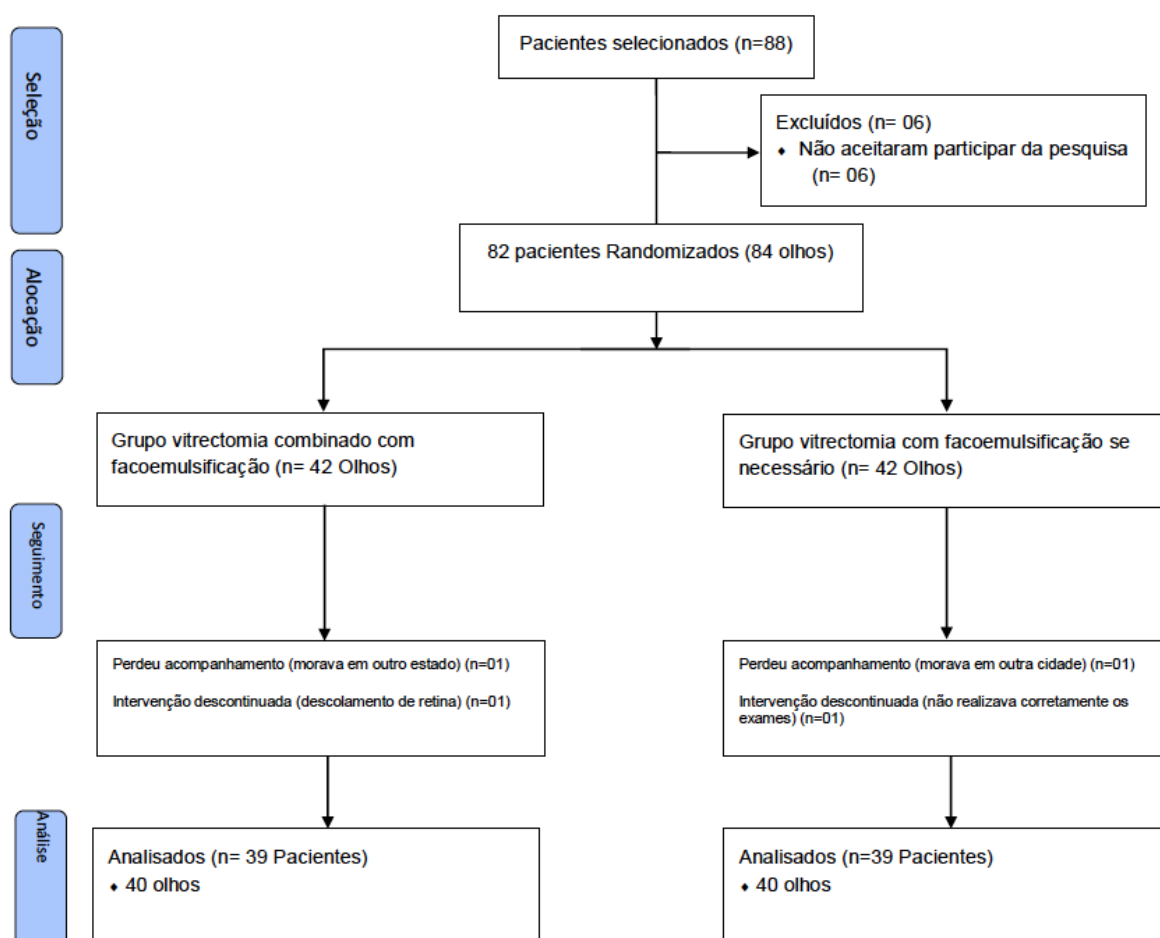 Seleção
Pacientes selecionados (n=88)
Excluídos (n= 06)
⬧ Não aceitaram participar da pesquisa
(n= 06)
82 pacientes Randomizados (84 olhos)
Alocação
Grupo vitrectomia combinado com
facoemulsificação (n= 42 Olhos)
Grupo vitrectomia com facoemulsificação se
necessário (n= 42 Olhos)
Seguimento
Perdeu acompanhamento (morava em outro estado) (n=01)
Intervenção descontinuada (descolamento de retina) (n=01)
Perdeu acompanhamento (morava em outra cidade) (n=01)
Intervenção descontinuada (não realizava corretamente os
exames) (n=01)
Análise
Analisados (n= 39 Pacientes)
⬧ 40 olhos
Analisados (n=39 Pacientes)
⬧ 40 olhos